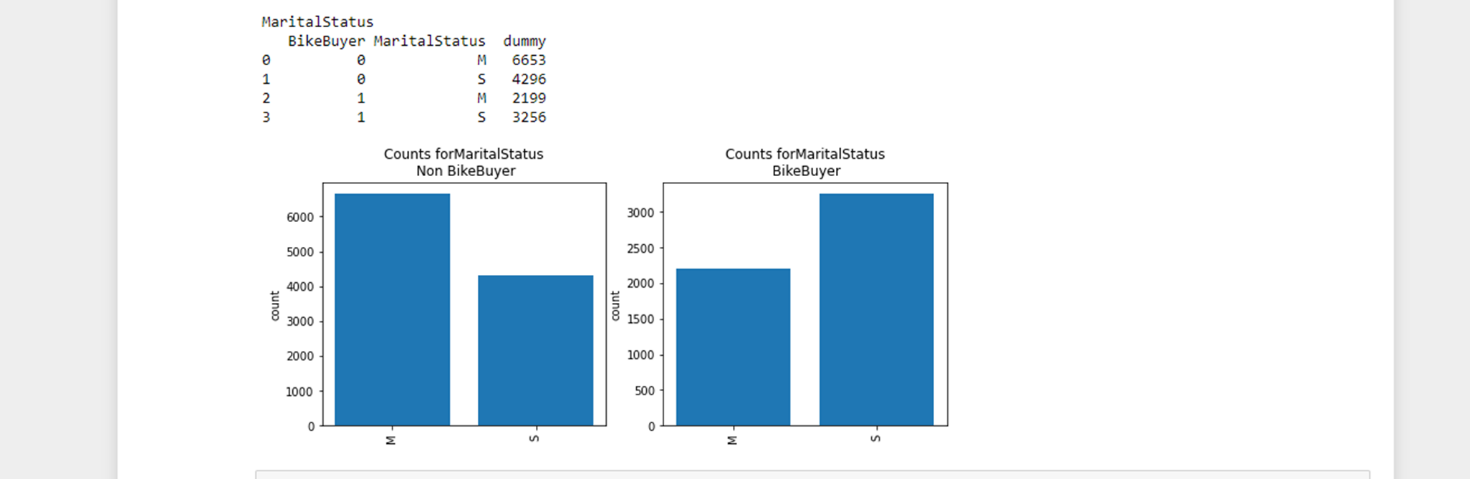 MaritalStatus
BikeBuyer MaritalStatus dummy
0 0 M 6653
1 0 S 4296
2 1 M 2199
3 1 S 3256
Counts forMaritalStatus
Non BikeBuyer
6000
5000
4000
3000
2000
1000
0
count
M S
Counts forMaritalStatus
BikeBuyer
3000
2500
2000
1500
1000
500
0
count
M S